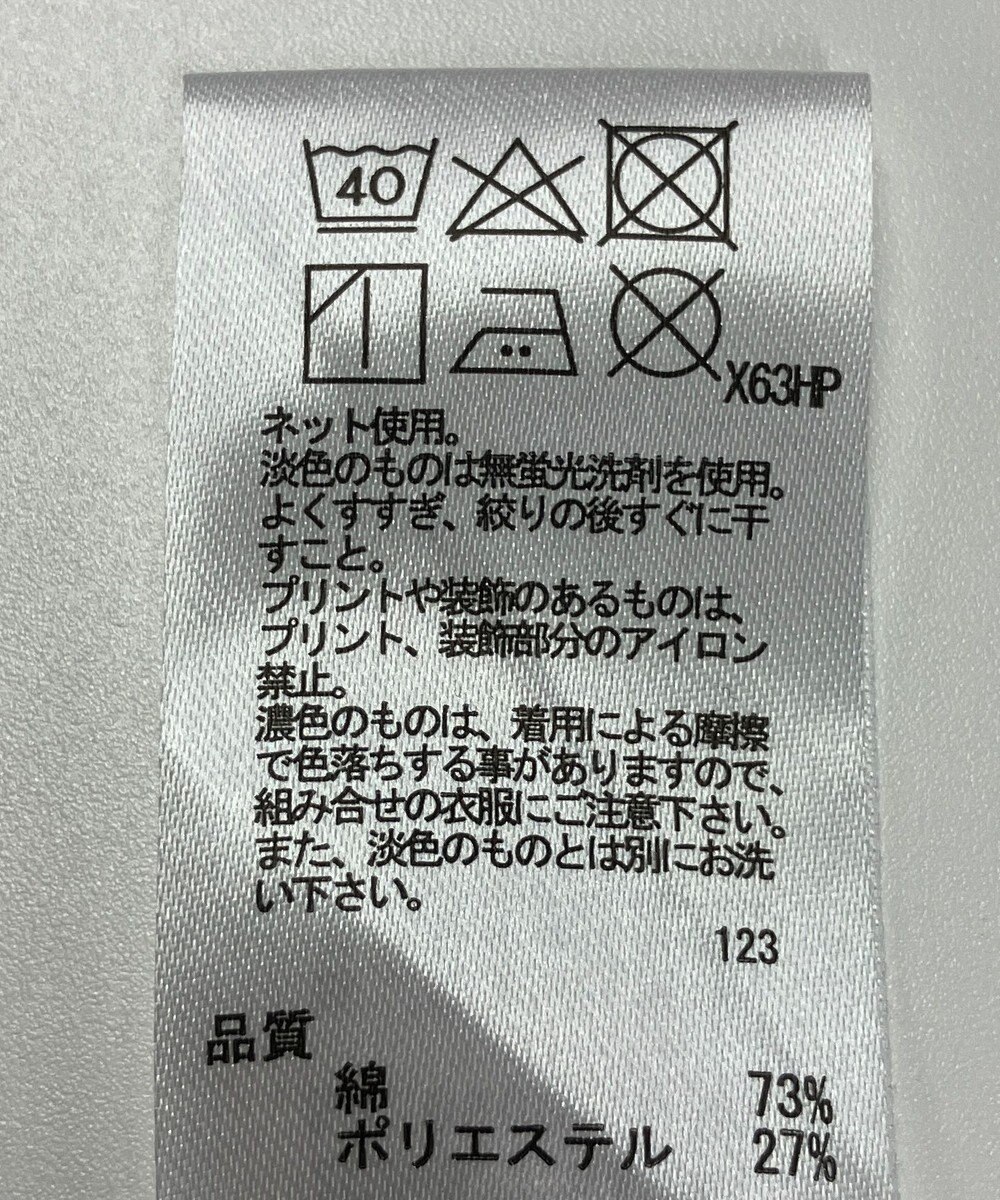 40
X63HP
ネット使用。
淡色のものは無蛍光洗剤を使用。
よくすすぎ、絞りの後すぐに干
すこと。
プリントや装飾のあるものは、
プリント、装飾部分のアイロン
禁止。
濃色のものは、着用による摩擦
で色落ちする事がありますので、
組み合せの衣服にご注意下さい。
また、淡色のものとは別にお洗
い下さい。
123
品質
綿 73%
ポリエステル 27%